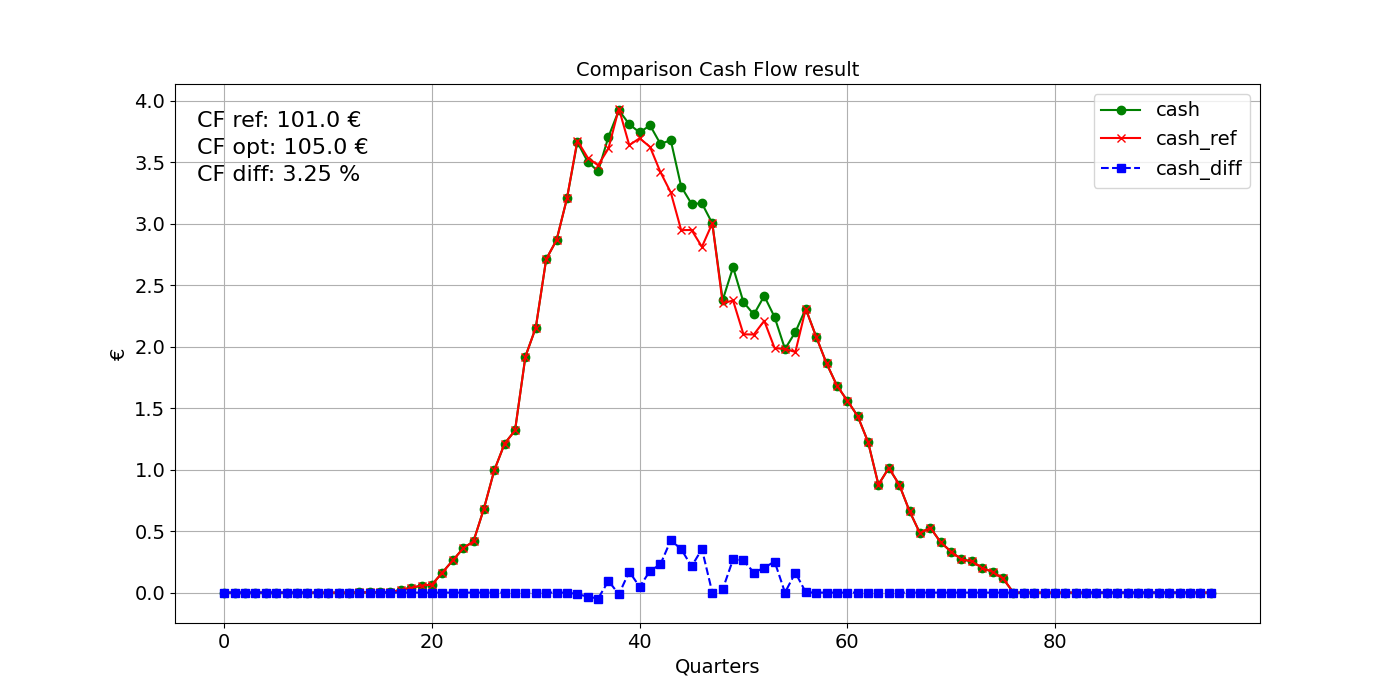 Comparison Cash Flow result
CF ref: 101.0 €
CF opt: 105.0 €
CF diff: 3.25 %
cash
cash_ref
cash_diff
4.0
3.5
3.0
2.5
2.0
1.5
1.0
0.5
0.0
€
0 20 40 60 80
Quarters